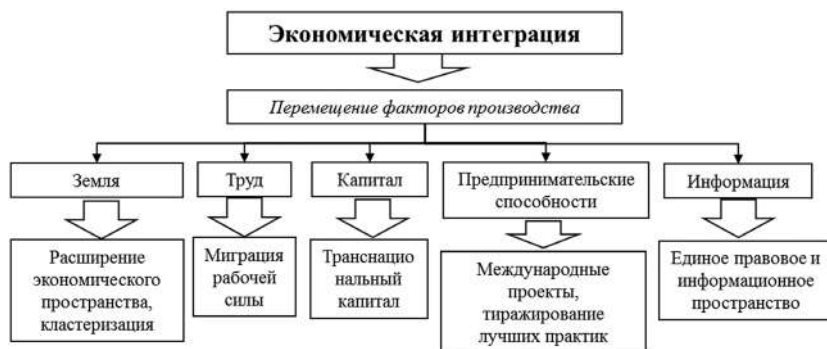 Экономическая интеграция
Перемещение факторов производства
Земля
Труд
Капитал
Предпринимательские
способности
Информация
Расширение
экономического
пространства,
кластеризация
Миграция
рабочей
силы
Транснацио
нальный
капитал
Международные
проекты,
тиражирование
лучших практик
Единое правовое и
информационное
пространство